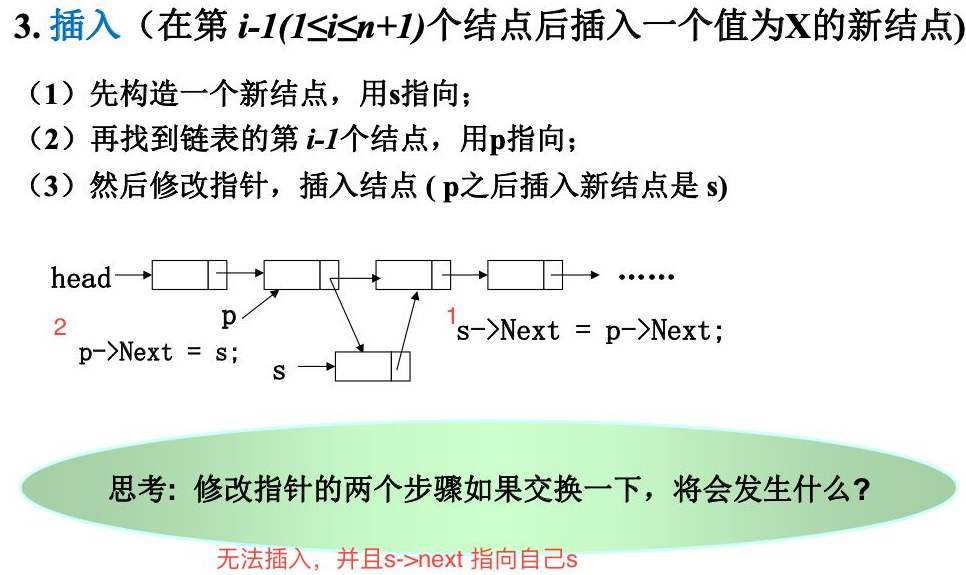 3. 插入（在第 i-1(1≤i≤n+1)个结点后插入一个值为X的新结点)
（1）先构造一个新结点，用s指向；
（2）再找到链表的第 i-1个结点，用p指向；
（3）然后修改指针，插入结点 ( p之后插入新结点是 s)
head
......
p
2
1
s->Next = p->Next;
p->Next = s;
s
思考：修改指针的两个步骤如果交换一下，将会发生什么?
无法插入，并且s->next 指向自己s